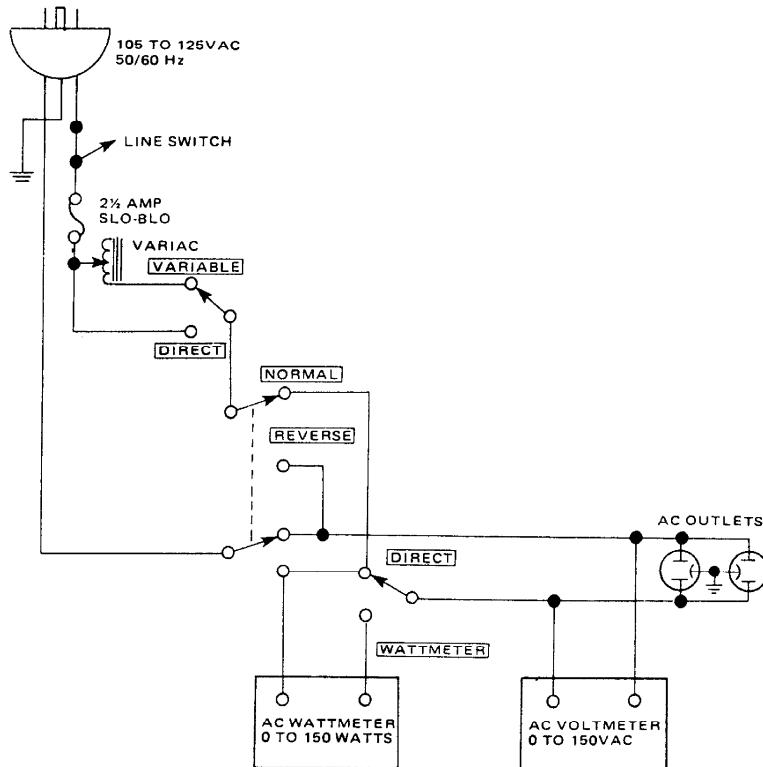 105 TO 125VAC
50/60 Hz
LINE SWITCH
2½ AMP
SLO-BLO
VARIAC
VARIABLE
DIRECT
NORMAL
REVERSE
AC OUTLETS
DIRECT
WATTMETER
AC WATTMETER
0 TO 150 WATTS
AC VOLTMETER
0 TO 150VAC